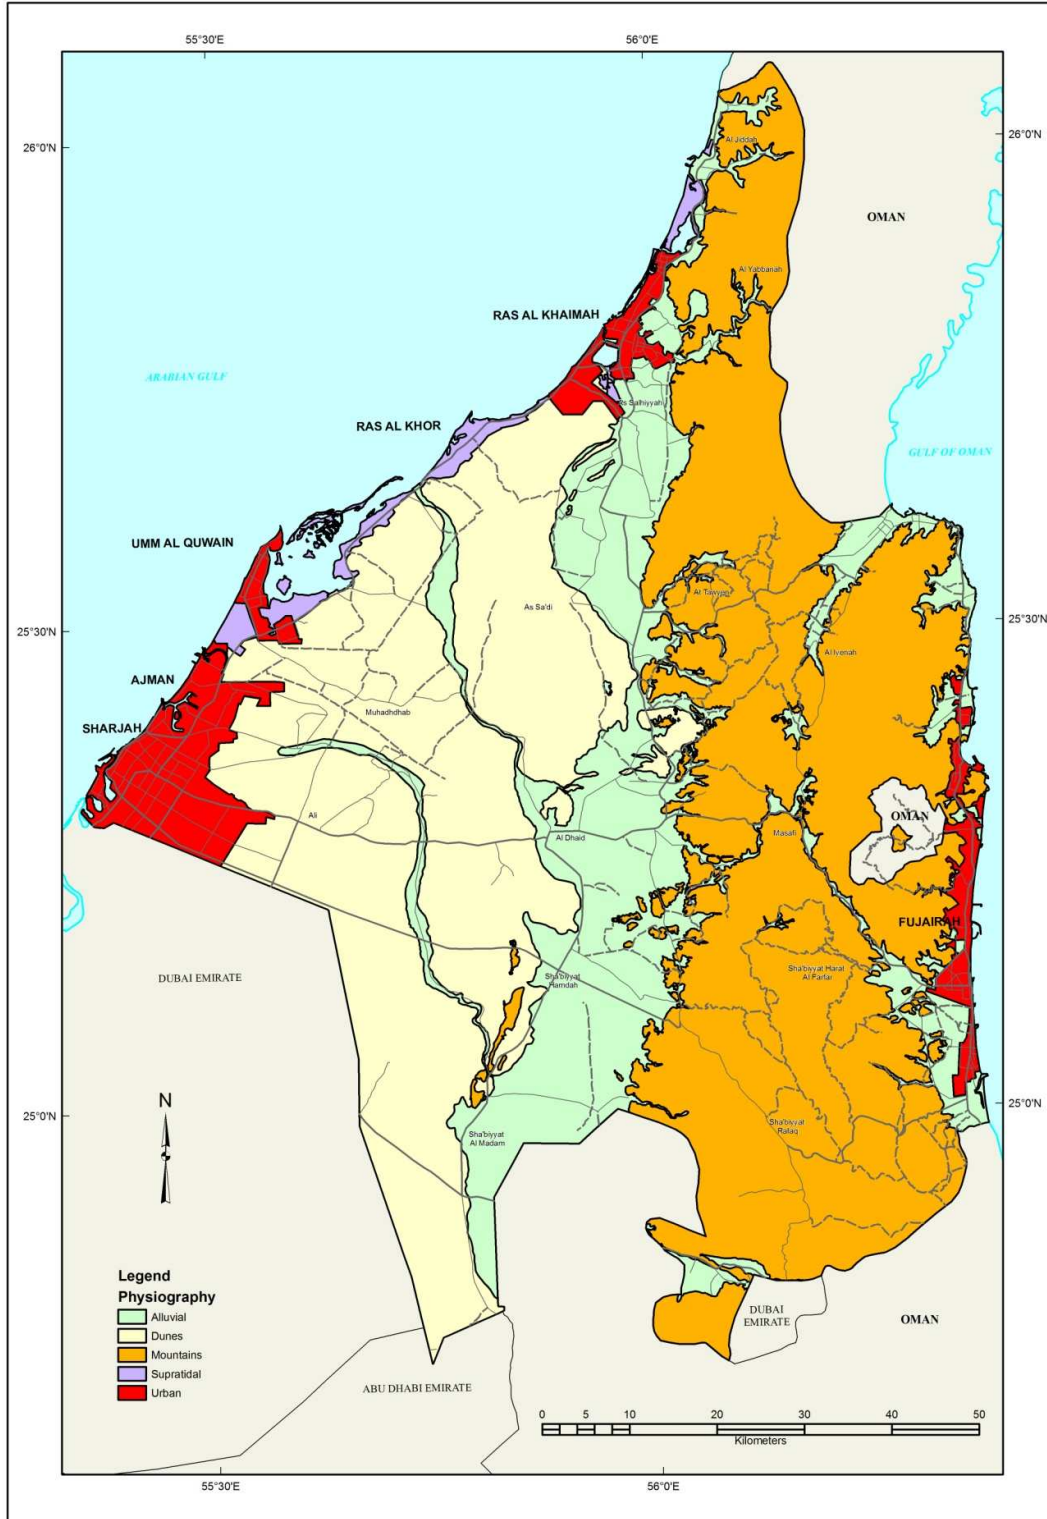 55°30'E
56°0'E
26°0'N
26°0'N
Al Jiddah
OMAN
Al Yabbanah
RAS AL KHAIMAH
ARABIAN GULF
As Salhiyyah
RAS AL KHOR
GULF OF OMAN
UMM AL QUWAIN
Al Tawyeen
As Sa'di
25°30'N
25°30'N
Al Ivenah
AJMAN
Muhadhdhab
SHARJAH
Ali
OMAN
Al Dhaid
Masafi
FUJAIRAH
DUBAI EMIRATE
Sha'biyyat
Hamdah
Sha'biyyat Harat
Al Farfar
N
25°0'N
25°0'N
Sha'biyyat
Al Madam
Sha'biyyat
Rafaq
Legend
Physiography
Alluvial
Dunes
Mountains
Supratidal
Urban
DUBAI
EMIRATE
OMAN
ABU DHABI EMIRATE
0 5 10 20 30 40 50
Kilometers
55°30'E
56°0'E